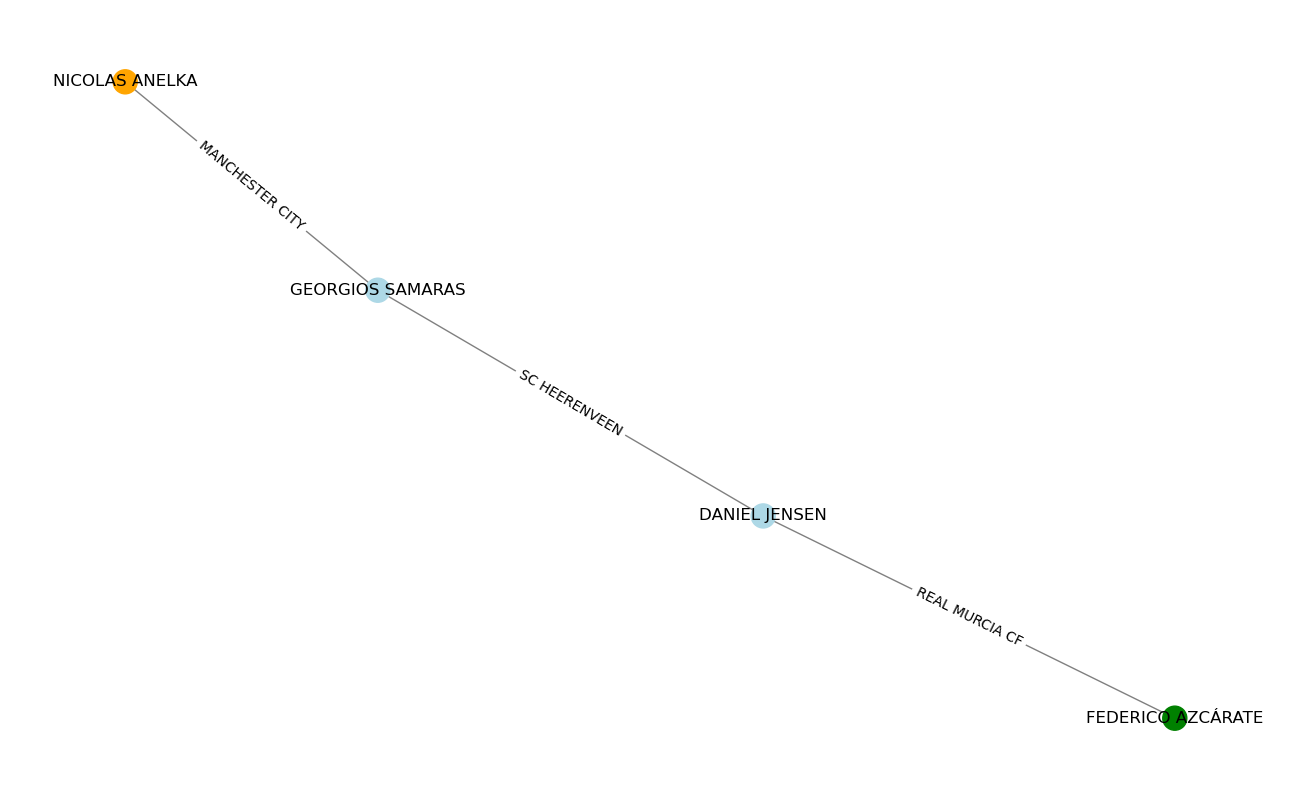 NICOLAS ANELKA
MANCHESTER CITY
GEORGIOS SAMARAS
SC HEERENVEEN
DANIEL JENSEN
REAL MURCIA CF
FEDERICO AZCÁRATE